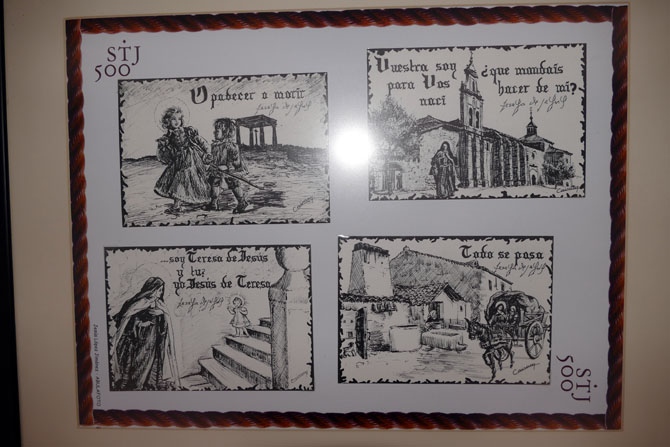 STJ
500
O padecer o morir
Teresa de Jesús
Vuestra soy
para Vos
nací
¿que mandais
hacer de mi?
Teresa de Jesús
...soy Teresa de Jesús
y tu?
yo Jesús de Teresa
Teresa de Jesús
Todo se pasa
Teresa de Jesús
STJ
500